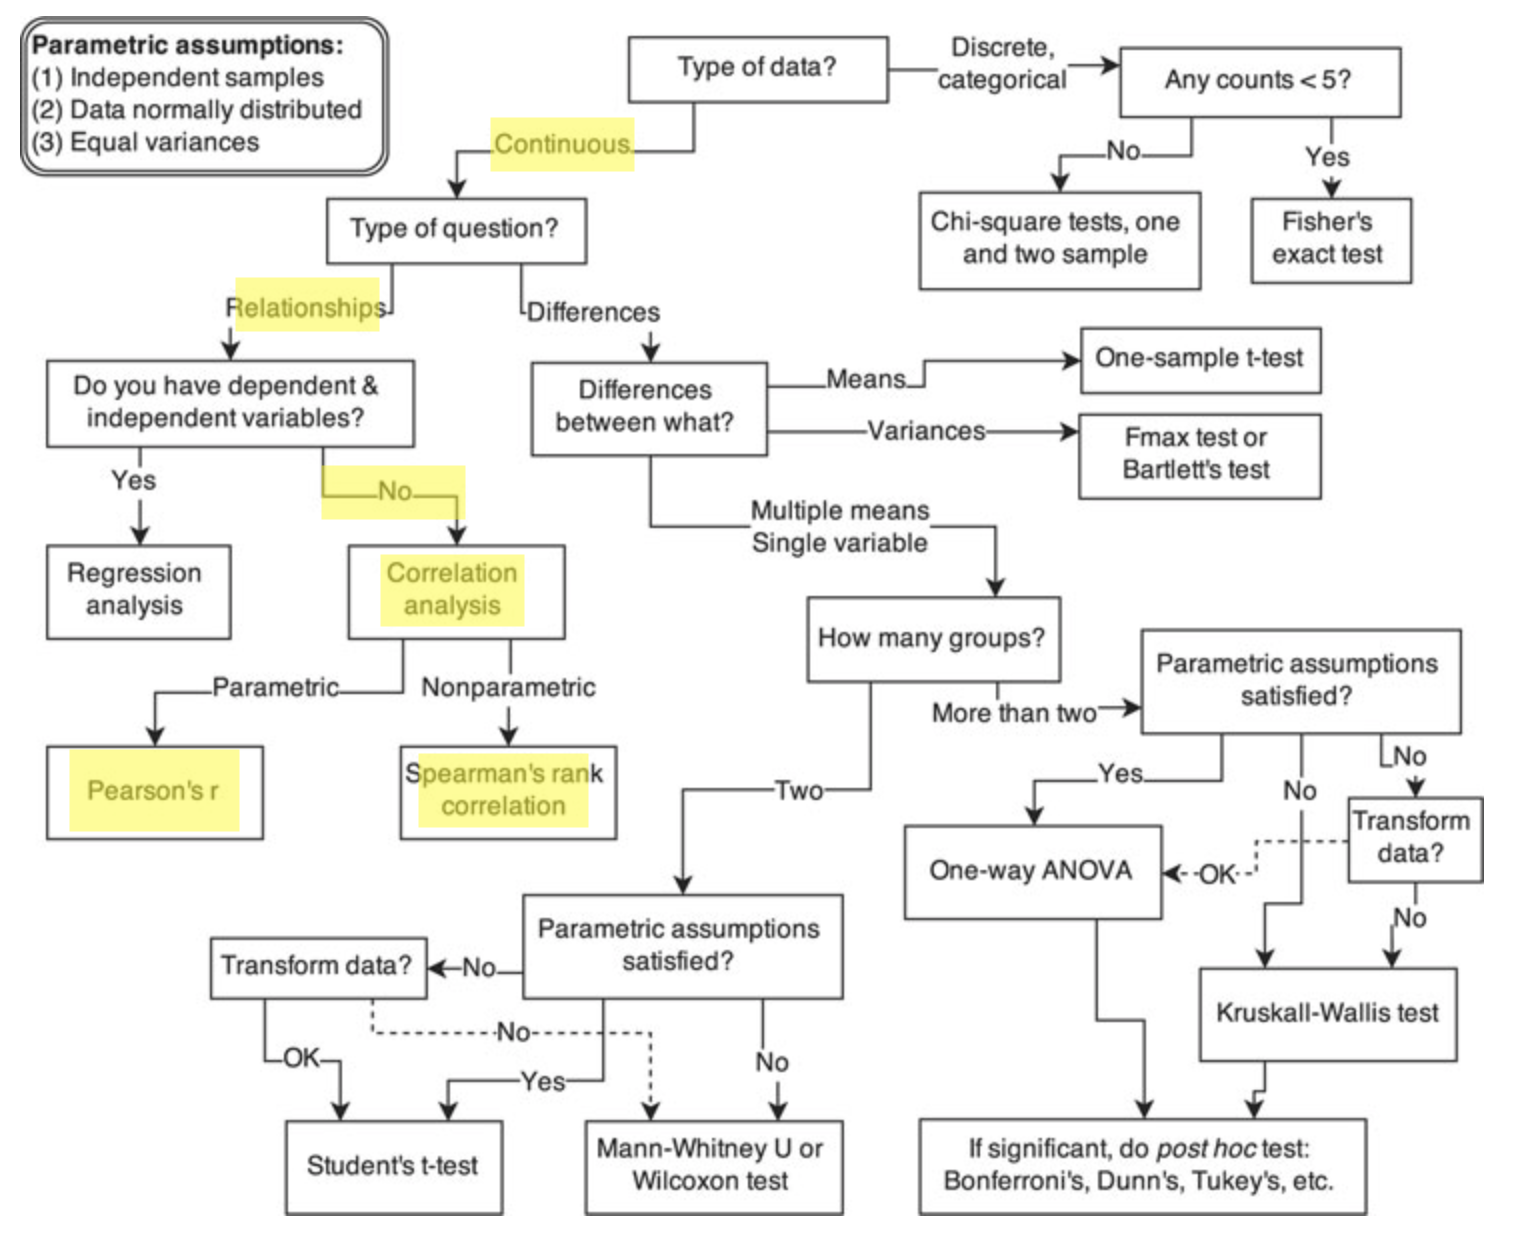 Parametric assumptions:
(1) Independent samples
(2) Data normally distributed
(3) Equal variances
Type of data?
Discrete,
categorical
Any counts < 5?
Continuous
No
Yes
Type of question?
Chi-square tests, one
and two sample
Fisher's
exact test
Relationships
Differences
Do you have dependent &
independent variables?
Differences
between what?
Means
One-sample t-test
Variances
Fmax test or
Bartlett's test
Yes
No
Multiple means
Single variable
Regression
analysis
Correlation
analysis
How many groups?
Parametric
Nonparametric
More than two
Parametric assumptions
satisfied?
Pearson's r
Spearman's rank
correlation
Two
Yes
No
No
Transform
data?
One-way ANOVA
OK
No
Parametric assumptions
satisfied?
Transform data?
No
Kruskall-Wallis test
No
OK
Yes
No
Student's t-test
Mann-Whitney U or
Wilcoxon test
If significant, do post hoc test:
Bonferroni's, Dunn's, Tukey's, etc.